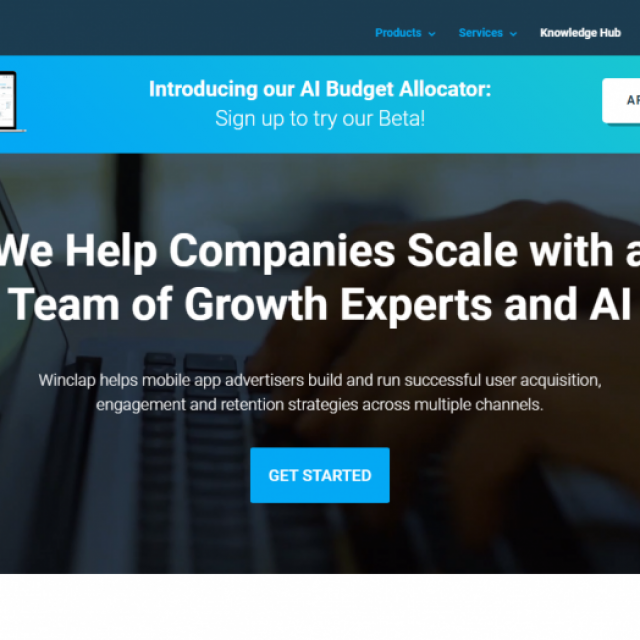 Products Services Knowledge Hub
Introducing our AI Budget Allocator:
Sign up to try our Beta!
We Help Companies Scale with a
Team of Growth Experts and AI
Winclap helps mobile app advertisers build and run successful user acquisition,
engagement and retention strategies across multiple channels.
GET STARTED